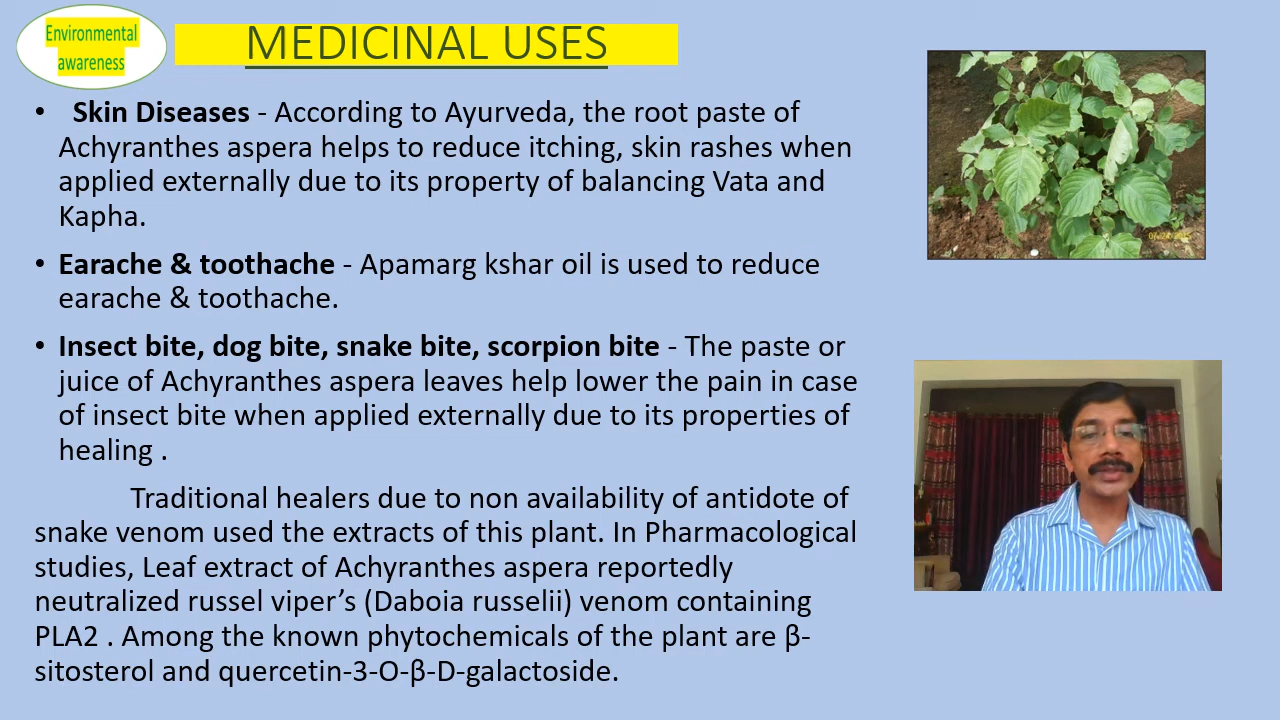 Environmental
awareness
MEDICINAL USES
• Skin Diseases - According to Ayurveda, the root paste of
Achyranthes aspera helps to reduce itching, skin rashes when
applied externally due to its property of balancing Vata and
Kapha.
• Earache & toothache - Apamarg kshar oil is used to reduce
earache & toothache.
• Insect bite, dog bite, snake bite, scorpion bite - The paste or
juice of Achyranthes aspera leaves help lower the pain in case
of insect bite when applied externally due to its properties of
healing .
Traditional healers due to non availability of antidote of
snake venom used the extracts of this plant. In Pharmacological
studies, Leaf extract of Achyranthes aspera reportedly
neutralized russel viper’s (Daboia russelii) venom containing
PLA2 . Among the known phytochemicals of the plant are β-
sitosterol and quercetin-3-O-β-D-galactoside.